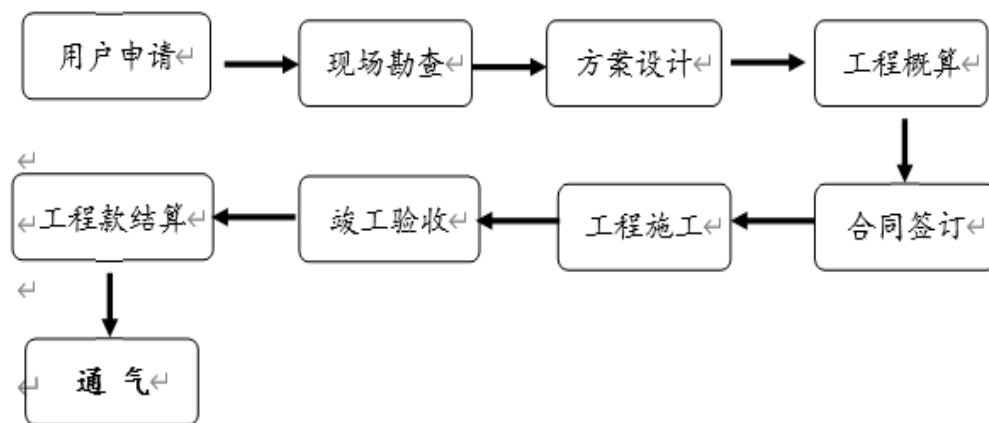 用户申请
现场勘查
方案设计
工程概算
合同签订
工程施工
竣工验收
工程款结算
通 气